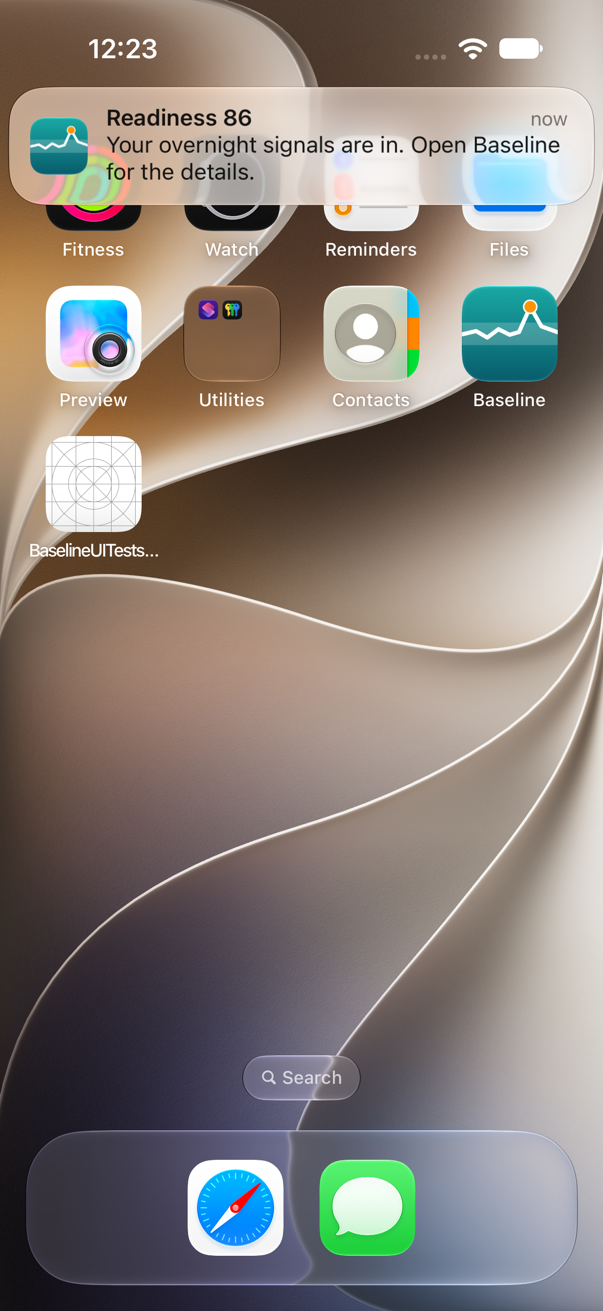 12:23
Readiness 86
now
Your overnight signals are in. Open Baseline
for the details.
Fitness
Watch
Reminders
Files
Preview
Utilities
Contacts
Baseline
BaselineUITests...
Search